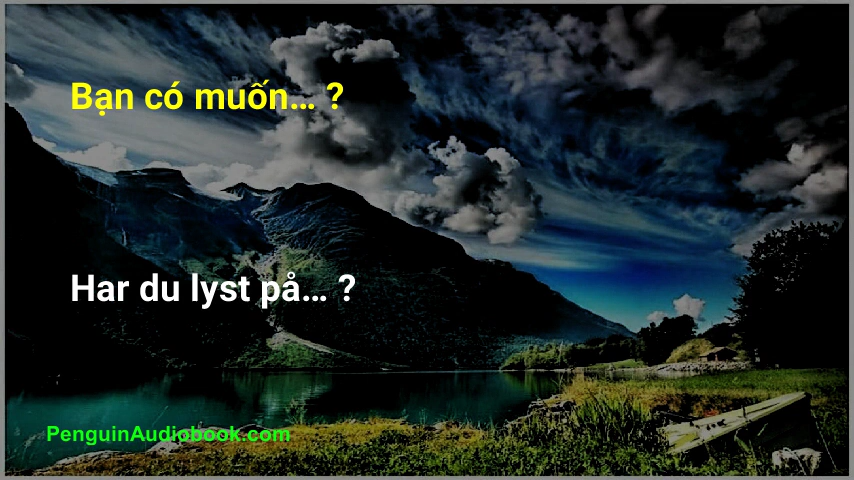 Bạn có muốn… ?
Har du lyst på… ?
PenguinAudiobook.com